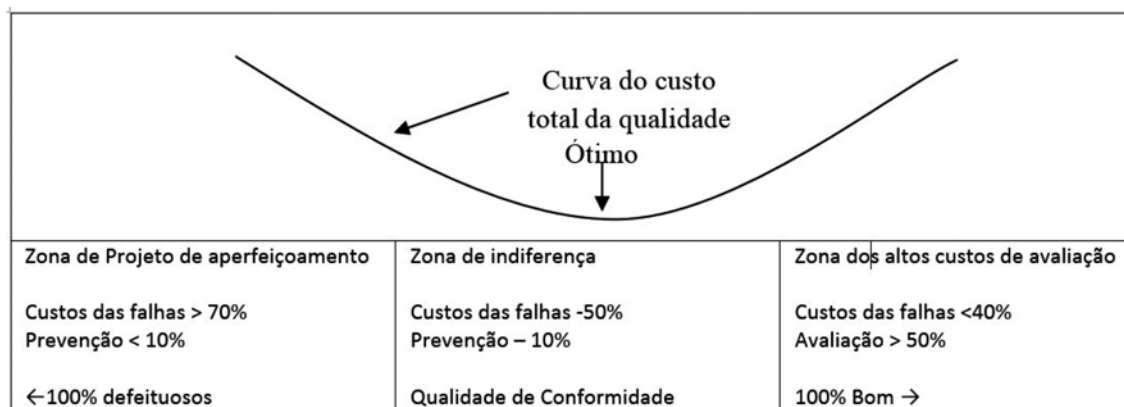 Curva do custo
total da qualidade
Ótimo
Zona de Projeto de aperfeiçoamento
Custos das falhas > 70%
Prevenção < 10%
←100% defeituosos
Zona de indiferença
Custos das falhas -50%
Prevenção – 10%
Qualidade de Conformidade
Zona dos altos custos de avaliação
Custos das falhas <40%
Avaliação > 50%
100% Bom →